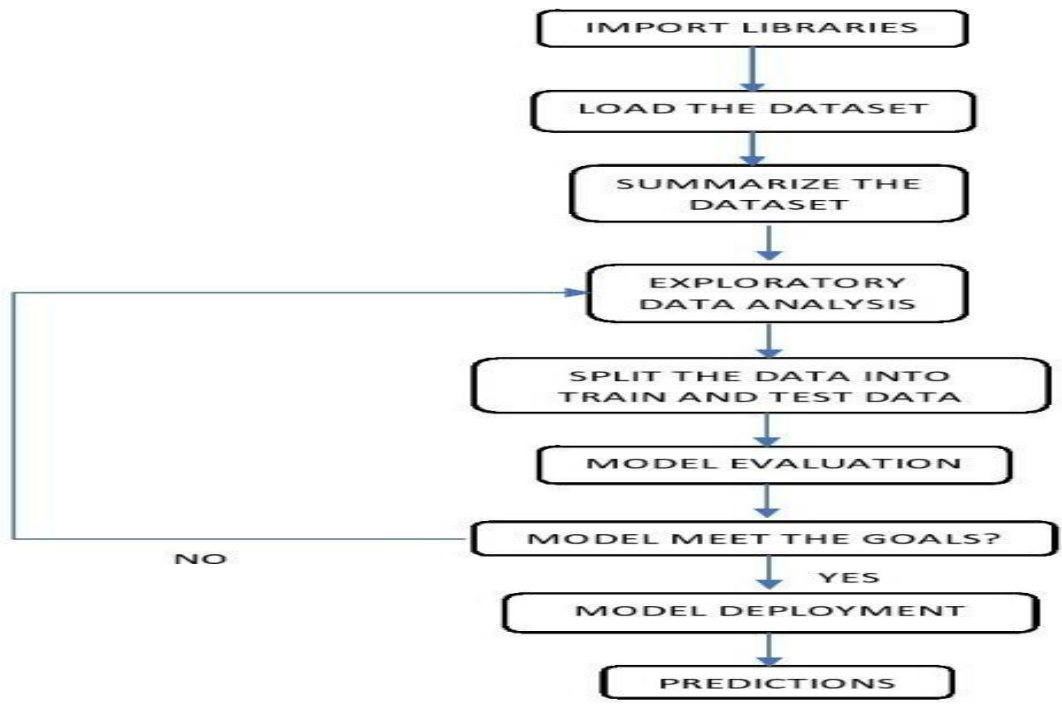 IMPORT LIBRARIES
LOAD THE DATASET
SUMMARIZE THE
DATASET
EXPLORATORY
DATA ANALYSIS
SPLIT THE DATA INTO
TRAIN AND TEST DATA
MODEL EVALUATION
MODEL MEET THE GOALS?
NO
YES
MODEL DEPLOYMENT
PREDICTIONS